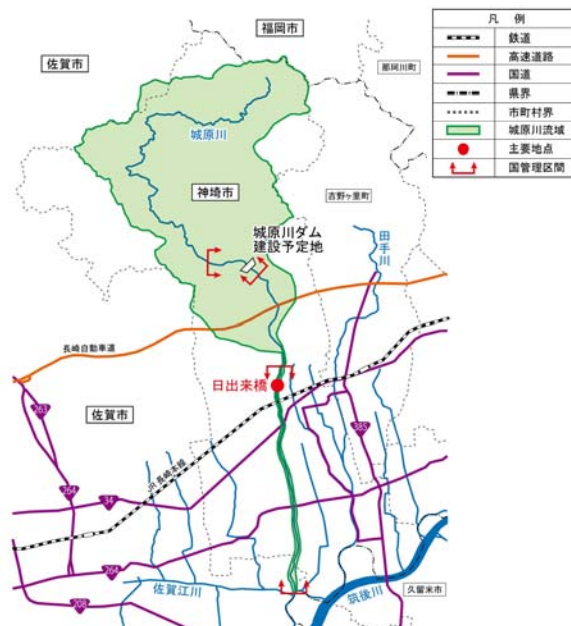 福岡市
佐賀市
那珂川町
城原川
神埼市
吉野ヶ里町
城原川ダム
建設予定地
田手川
長崎自動車道
日出来橋
佐賀市
263
264
JR 長崎本線
34
385
264
208
佐賀江川
筑後川
久留米市
凡 例
鉄道
高速道路
国道
県界
市町村界
城原川流域
主要地点
国管理区間